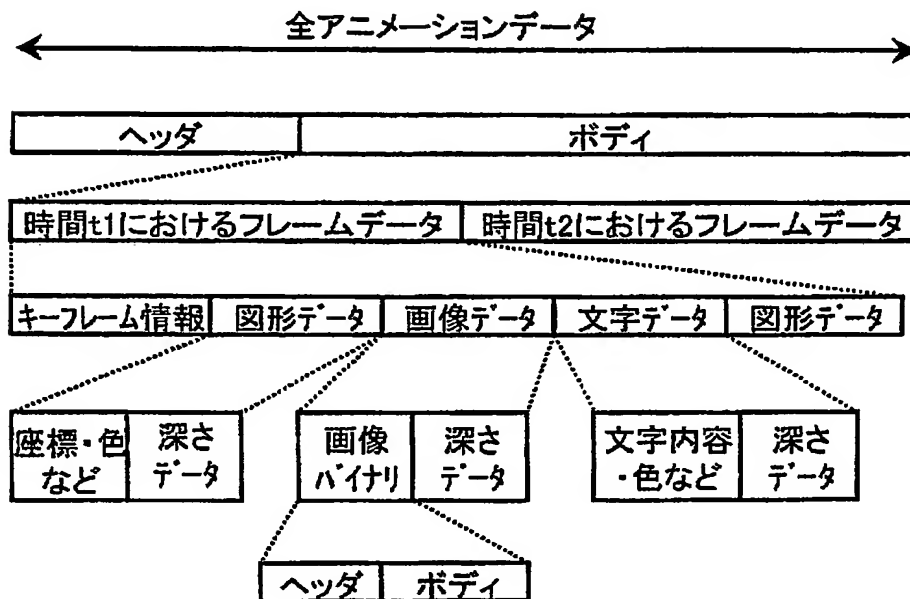 全アニメーションデータ
ヘッダ ボディ
時間t1におけるフレームデータ 時間t2におけるフレームデータ
キーフレーム情報 図形データ 画像データ 文字データ 図形データ
座標・色 深さ 画像 深さ 文字内容 深さ
など データ バイナリ データ ・色など データ
ヘッダ ボディ